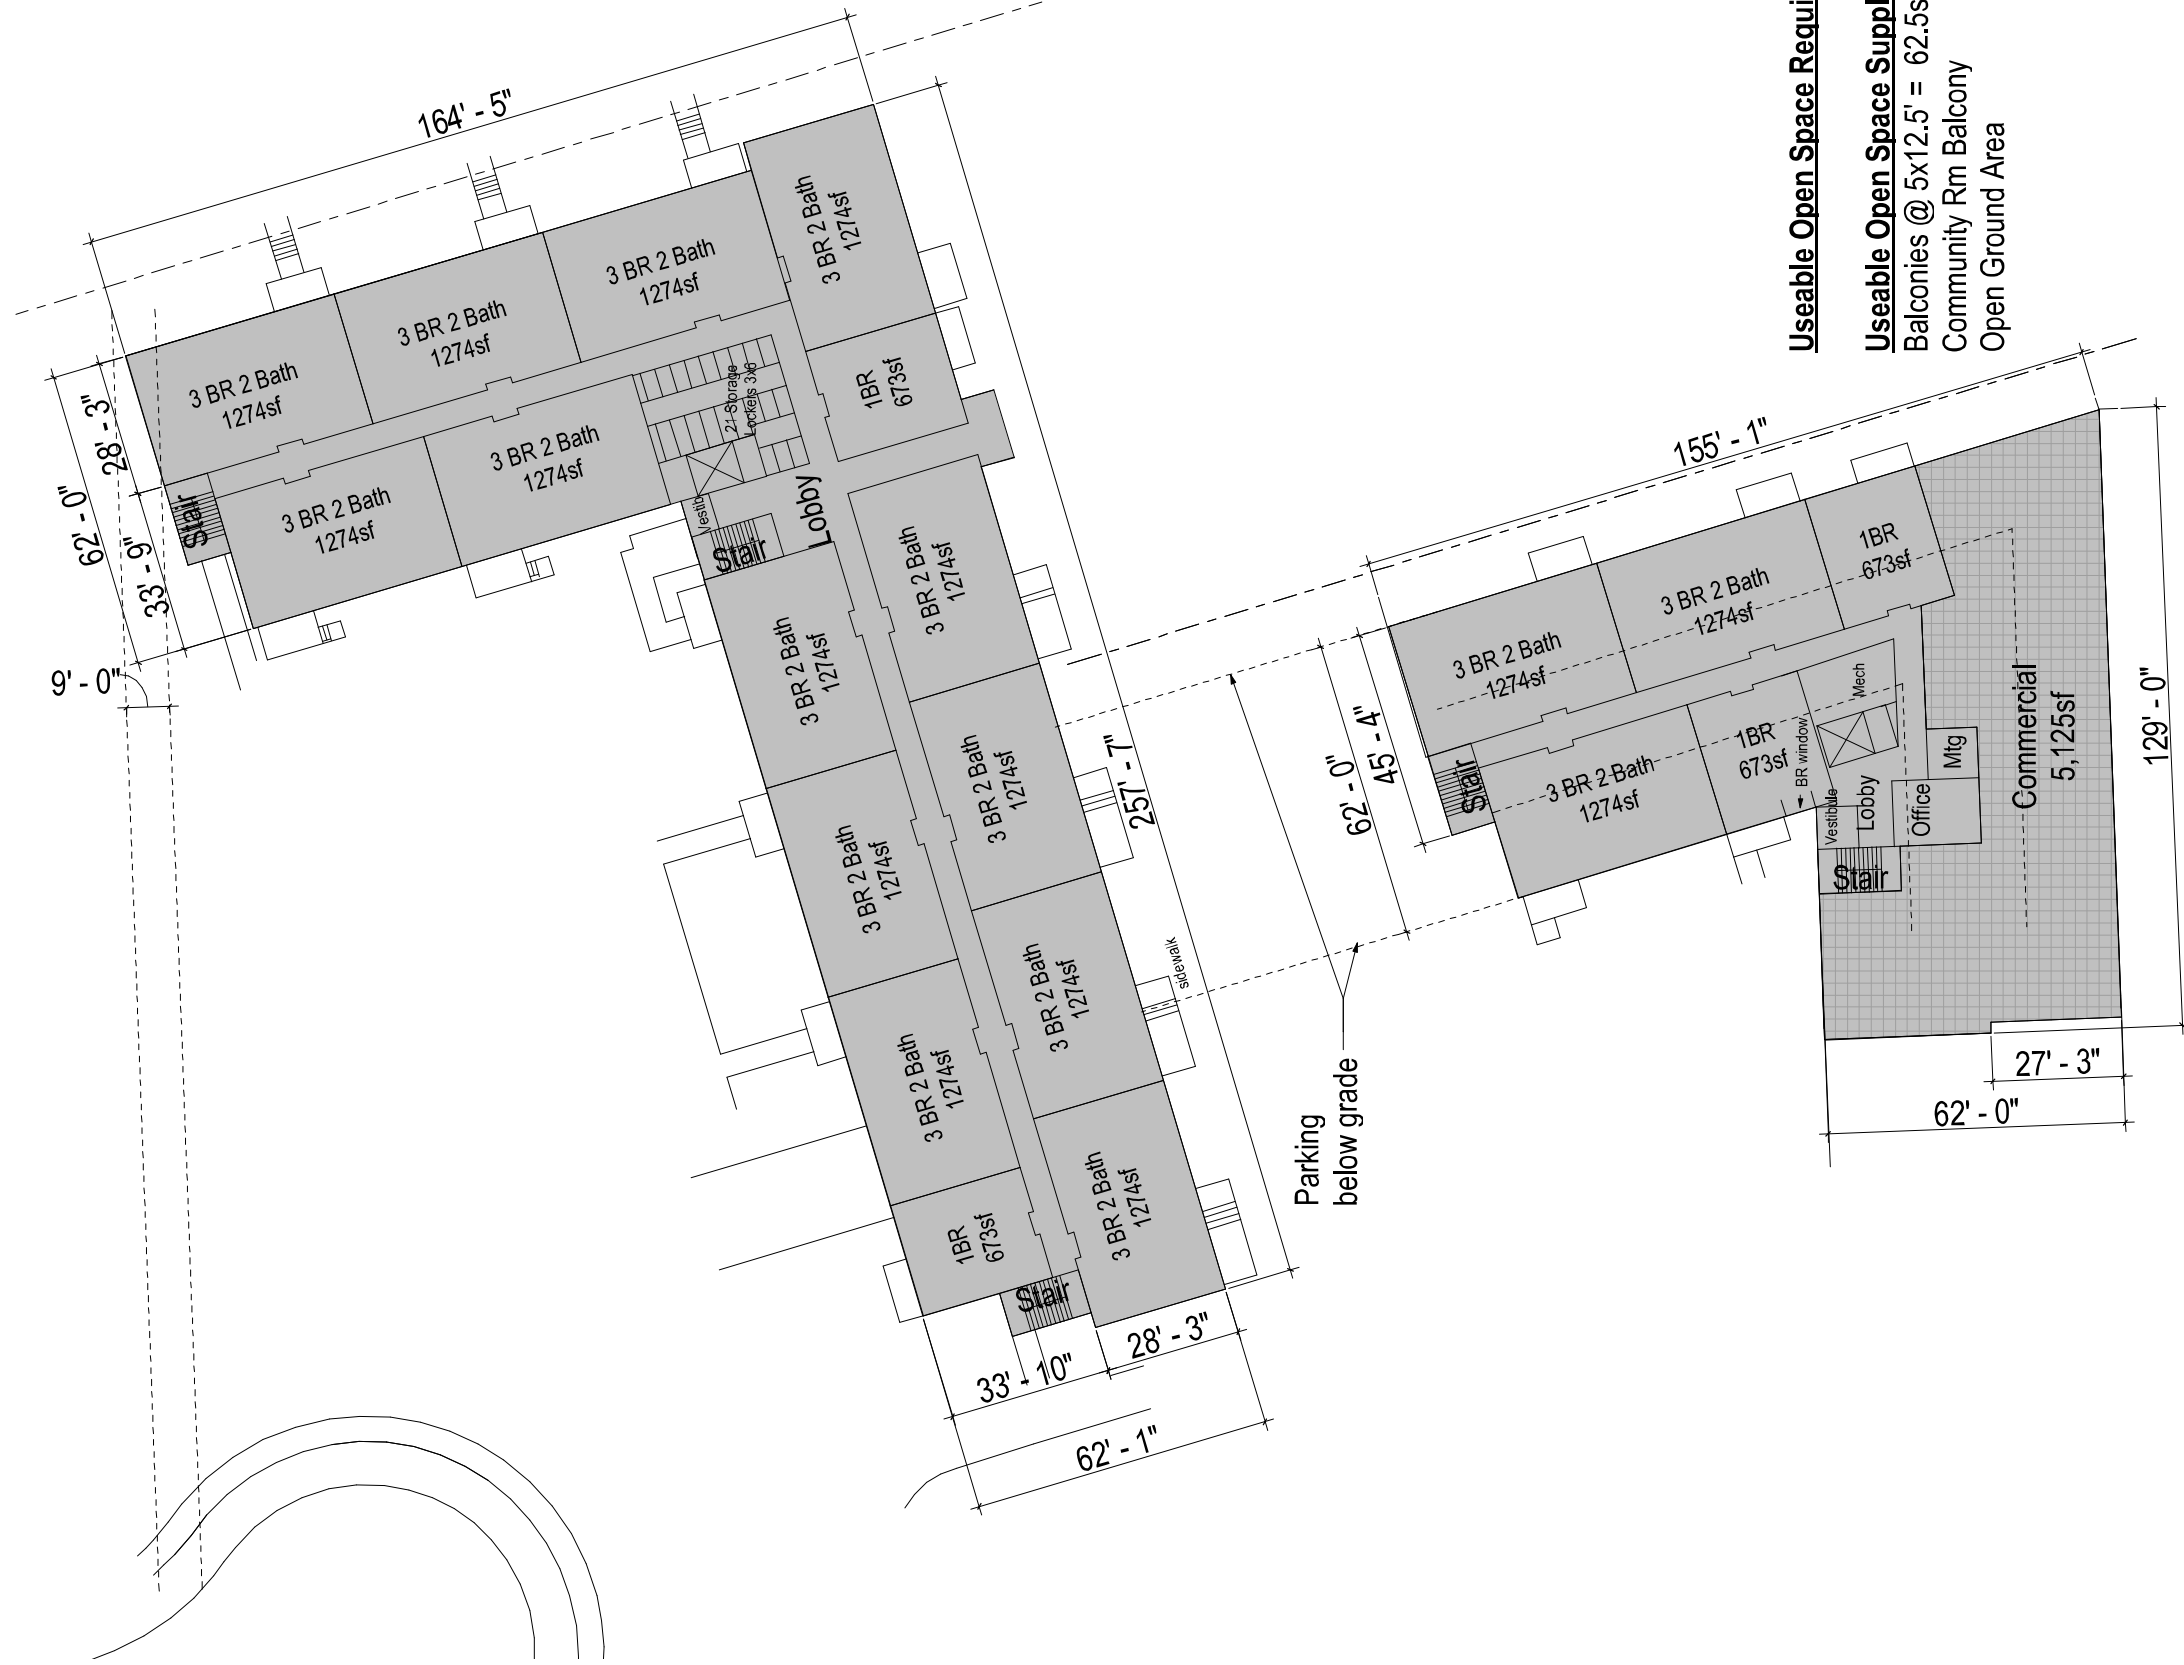 164' - 5"
3 BR 2 Bath
1274sf
3 BR 2 Bath
1274sf
3 BR 2 Bath
1274sf
3 BR 2 Bath
1274sf
1BR
673sf
21 Storage
Lockers 3x6
3 BR 2 Bath
1274sf
3 BR 2 Bath
1274sf
Stair
28' - 3"
62' - 0"
33' - 9"
9' - 0"
Vestib
Stair
Lobby
3 BR 2 Bath
1274sf
3 BR 2 Bath
1274sf
3 BR 2 Bath
1274sf
3 BR 2 Bath
1274sf
3 BR 2 Bath
1274sf
3 BR 2 Bath
1274sf
3 BR 2 Bath
1274sf
1BR
673sf
Stair
257' - 7"
sidewalk
33' - 10"
28' - 3"
62' - 1"
Parking
below grade
Useable Open Space Requi
Useable Open Space Suppl
Balconies @ 5x12.5' = 62.5s
Community Rm Balcony
Open Ground Area
155' - 1"
62' - 0"
45' - 4"
3 BR 2 Bath
1274sf
3 BR 2 Bath
1274sf
1BR
673sf
Stair
3 BR 2 Bath
1274sf
1BR
673sf
BR window
Mech
Vestibule
Lobby
Office
Mtg
Stair
Commercial
5,125sf
129' - 0"
27' - 3"
62' - 0"